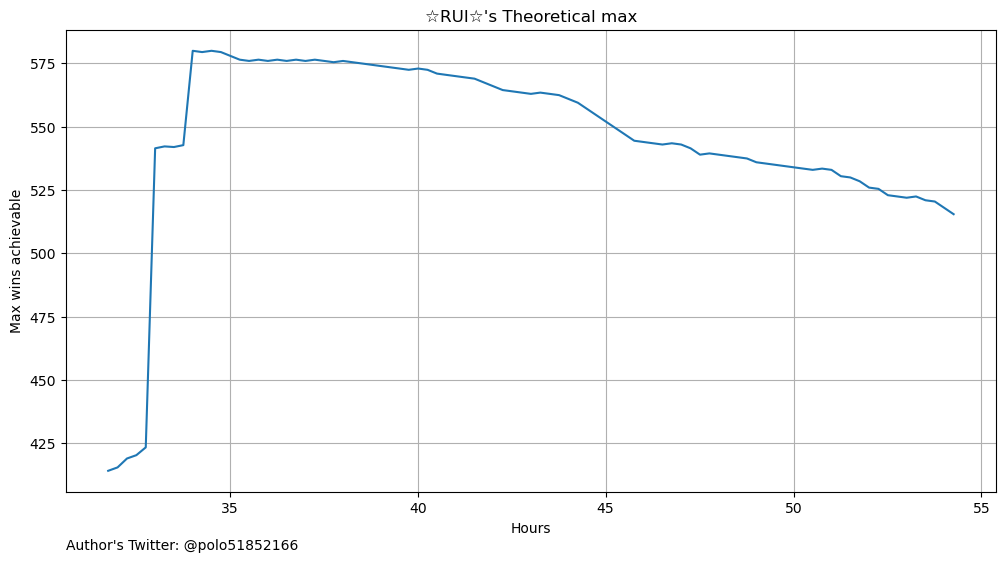 ☆RUI☆'s Theoretical max
Max wins achievable
575
550
525
500
475
450
425
35 40 45 50 55
Hours
Author's Twitter: @polo51852166